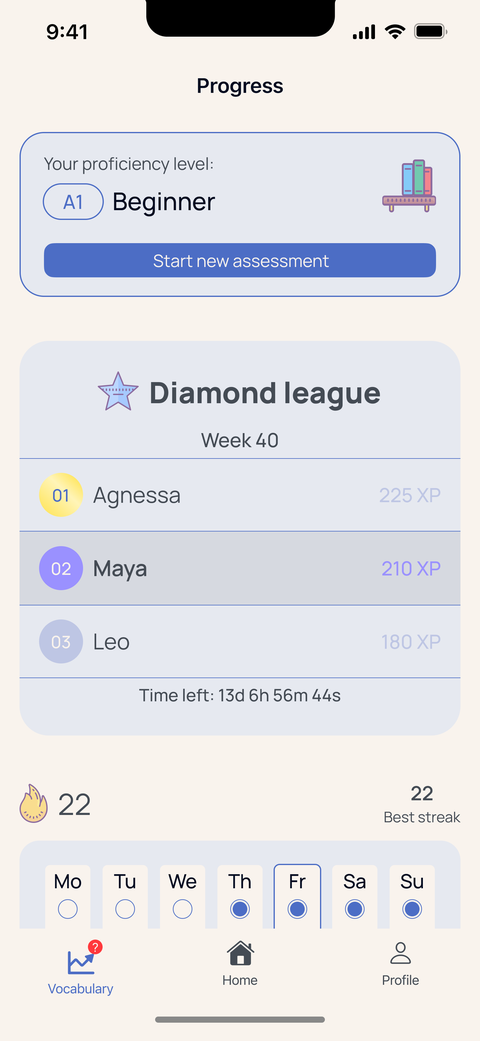 9:41
Progress
Your proficiency level:
A1 Beginner
Start new assessment
Diamond league
Week 40
01 Agnessa 225 XP
02 Maya 210 XP
03 Leo 180 XP
Time left: 13d 6h 56m 44s
22
22
Best streak
Mo Tu We Th Fr Sa Su
?
Vocabulary Home Profile